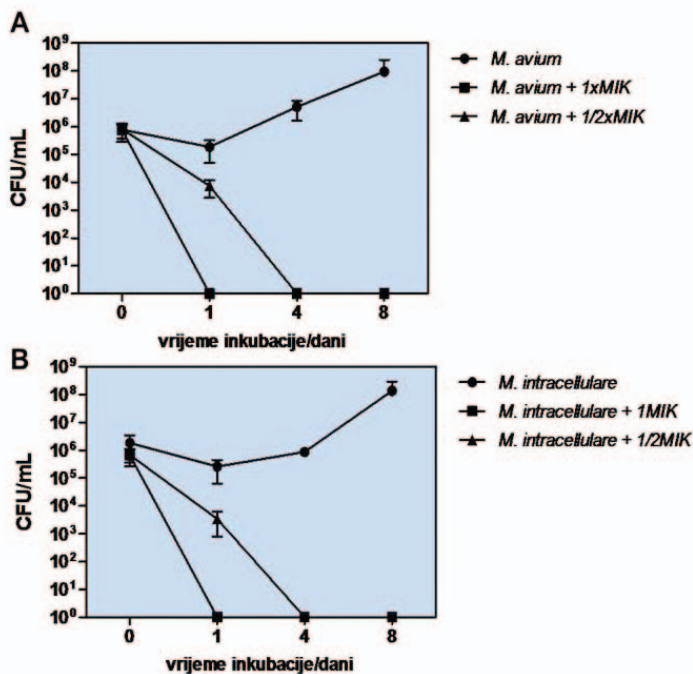 A
10⁹
10⁸
10⁷
10⁶
10⁵
10⁴
10³
10²
10¹
10⁰
CFU/mL
0 1 4 8
vrijeme inkubacije/dani
M. avium
M. avium + 1xMIK
M. avium + 1/2xMIK
B
10⁹
10⁸
10⁷
10⁶
10⁵
10⁴
10³
10²
10¹
10⁰
CFU/mL
0 1 4 8
vrijeme inkubacije/dani
M. intracellulare
M. intracellulare + 1MIK
M. intracellulare + 1/2MIK